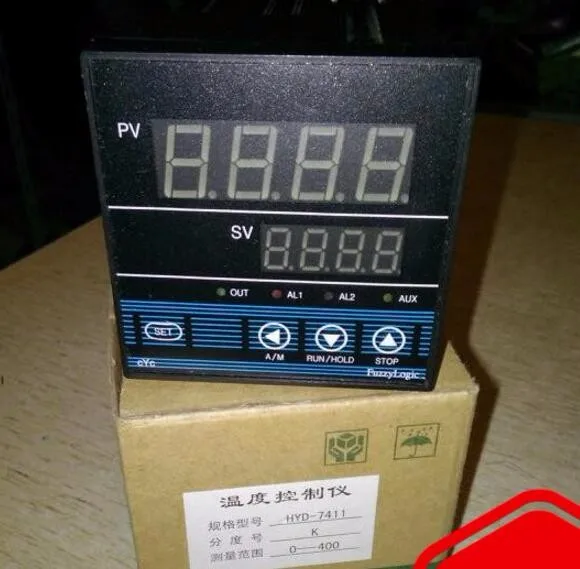 PV
8.8.8.8
SV
8.8.8.8
OUT AL1 AL2 AUX
SET
A/M RUN/HOLD STOP
cYc FuzzyLogic
温度控制仪
规格型号 HYD-7411
分度号 K
测量范围 0—400